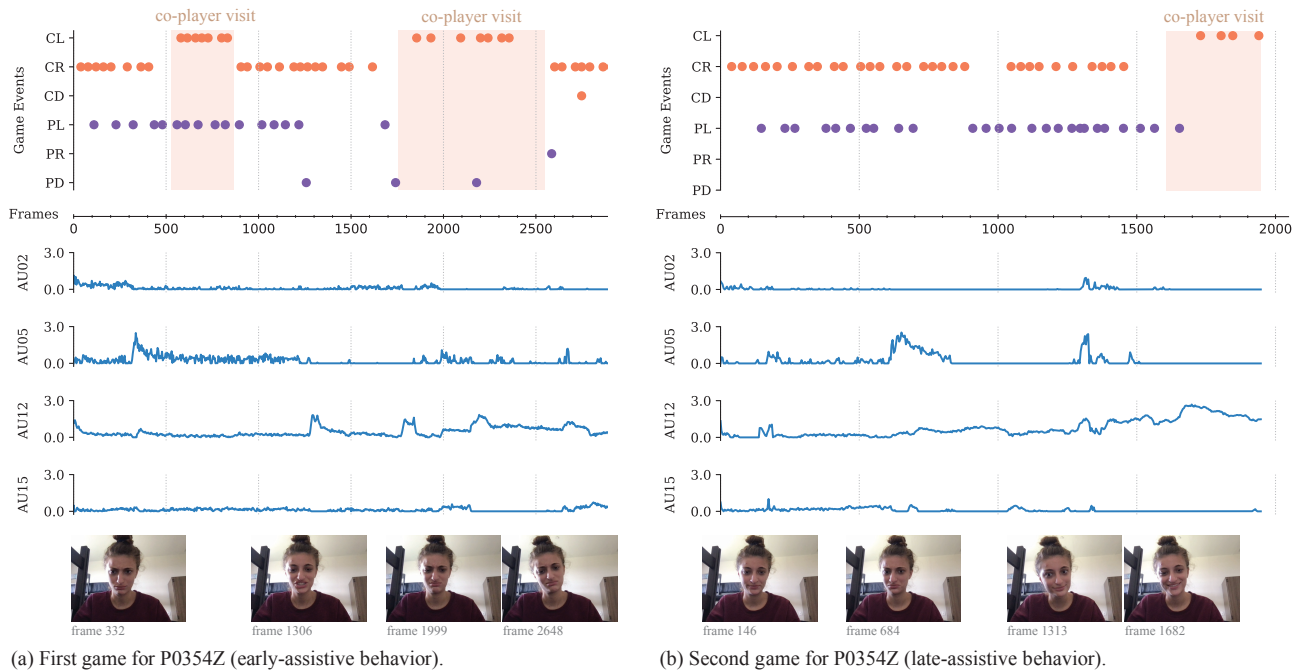 co-player visit
co-player visit
Game Events
CL
CR
CD
PL
PR
PD
Frames
0
500
1000
1500
2000
2500
AU02
3.0
0.0
AU05
3.0
0.0
AU12
3.0
0.0
AU15
3.0
0.0
frame 332
frame 1306
frame 1999
frame 2648
(a) First game for P0354Z (early-assistive behavior).
co-player visit
Game Events
CL
CR
CD
PL
PR
PD
Frames
0
500
1000
1500
2000
AU02
3.0
0.0
AU05
3.0
0.0
AU12
3.0
0.0
AU15
3.0
0.0
frame 146
frame 684
frame 1313
frame 1682
(b) Second game for P0354Z (late-assistive behavior).